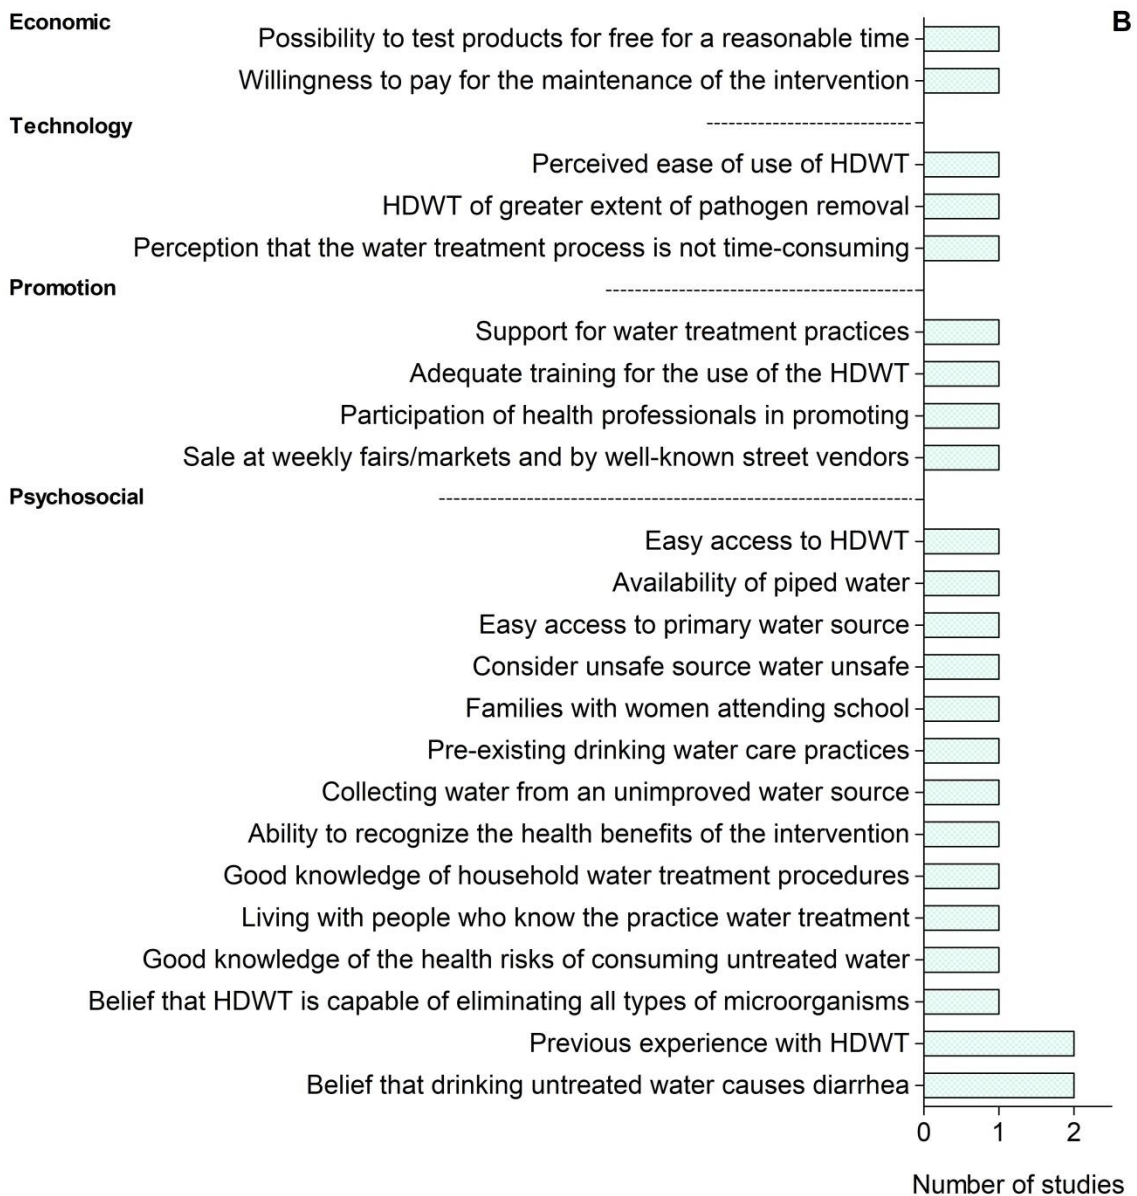 Economic
B
Possibility to test products for free for a reasonable time
Willingness to pay for the maintenance of the intervention
Technology
Perceived ease of use of HDWT
HDWT of greater extent of pathogen removal
Perception that the water treatment process is not time-consuming
Promotion
Support for water treatment practices
Adequate training for the use of the HDWT
Participation of health professionals in promoting
Sale at weekly fairs/markets and by well-known street vendors
Psychosocial
Easy access to HDWT
Availability of piped water
Easy access to primary water source
Consider unsafe source water unsafe
Families with women attending school
Pre-existing drinking water care practices
Collecting water from an unimproved water source
Ability to recognize the health benefits of the intervention
Good knowledge of household water treatment procedures
Living with people who know the practice water treatment
Good knowledge of the health risks of consuming untreated water
Belief that HDWT is capable of eliminating all types of microorganisms
Previous experience with HDWT
Belief that drinking untreated water causes diarrhea
0 1 2
Number of studies